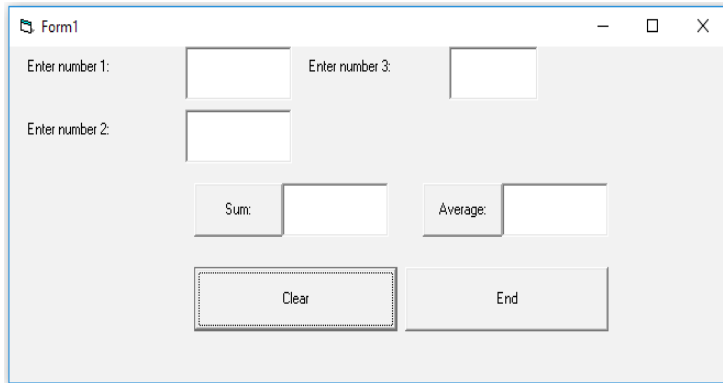 Form1
Enter number 1:
Enter number 3:
Enter number 2:
Sum:
Average:
Clear
End